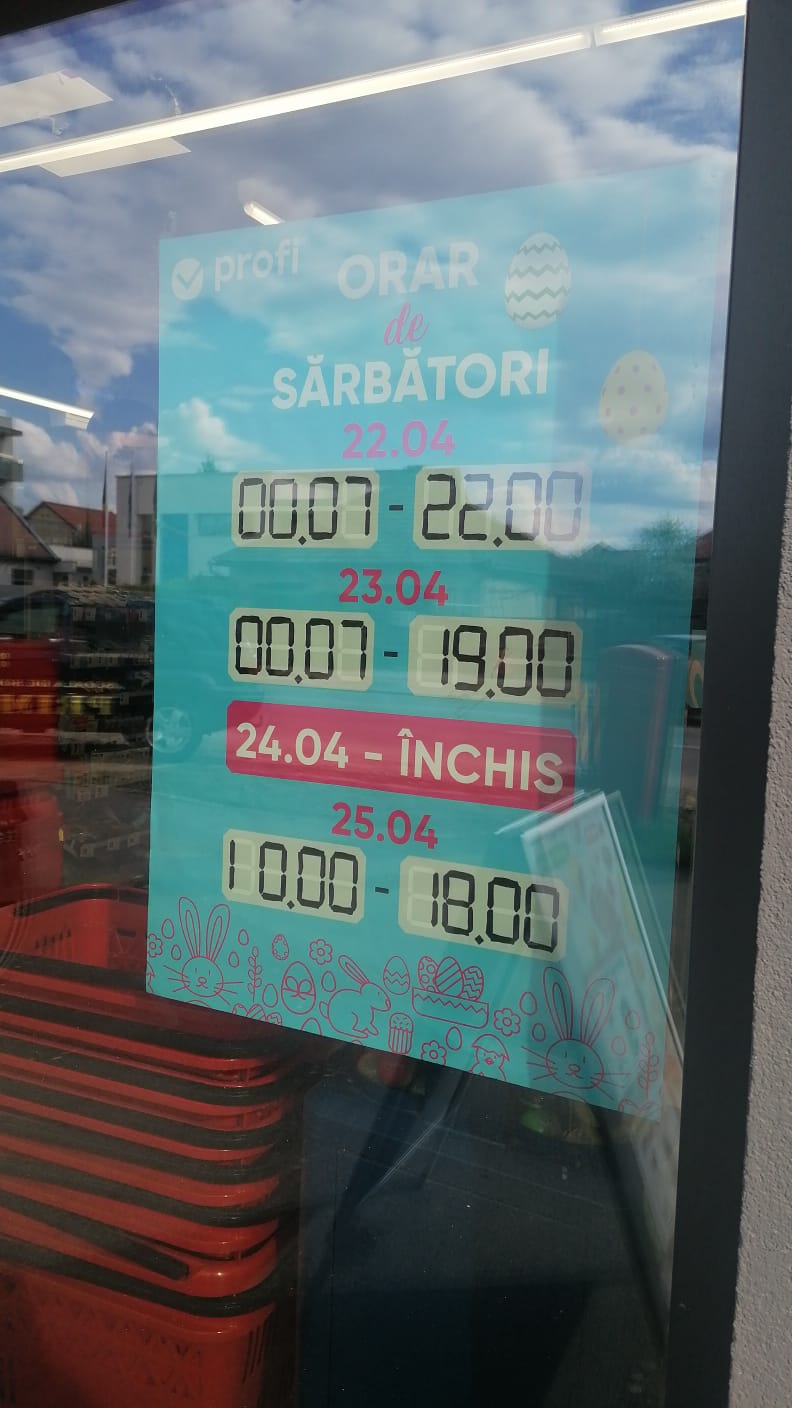 profi
ORAR
de
SĂRBĂTORI
22.04
00.07 - 22.00
23.04
00.07 - 19.00
24.04 - ÎNCHIS
25.04
10.00 - 18.00